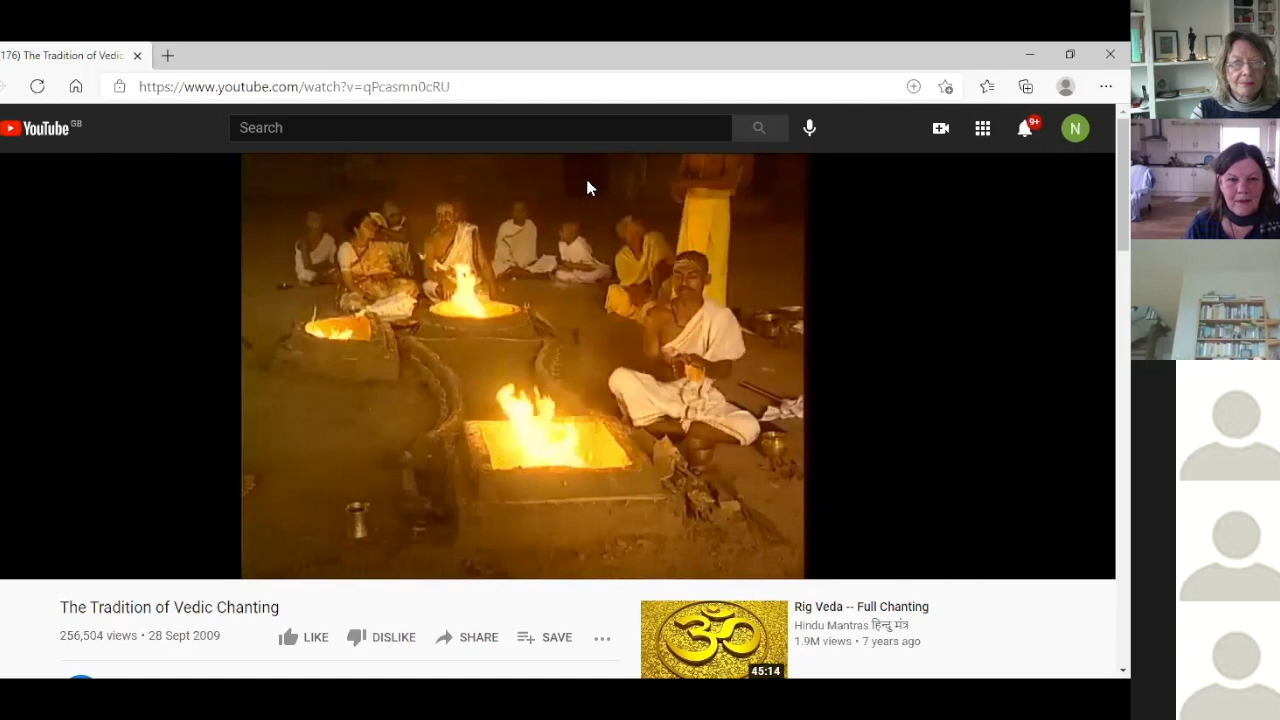 (176) The Tradition of Vedic
https://www.youtube.com/watch?v=qPcasmn0cRU
YouTube GB
Search
9+
N
The Tradition of Vedic Chanting
256,504 views • 28 Sept 2009
LIKE
DISLIKE
SHARE
SAVE
ॐ
45:14
Rig Veda -- Full Chanting
Hindu Mantras हिन्दु मंत्र
1.9M views • 7 years ago